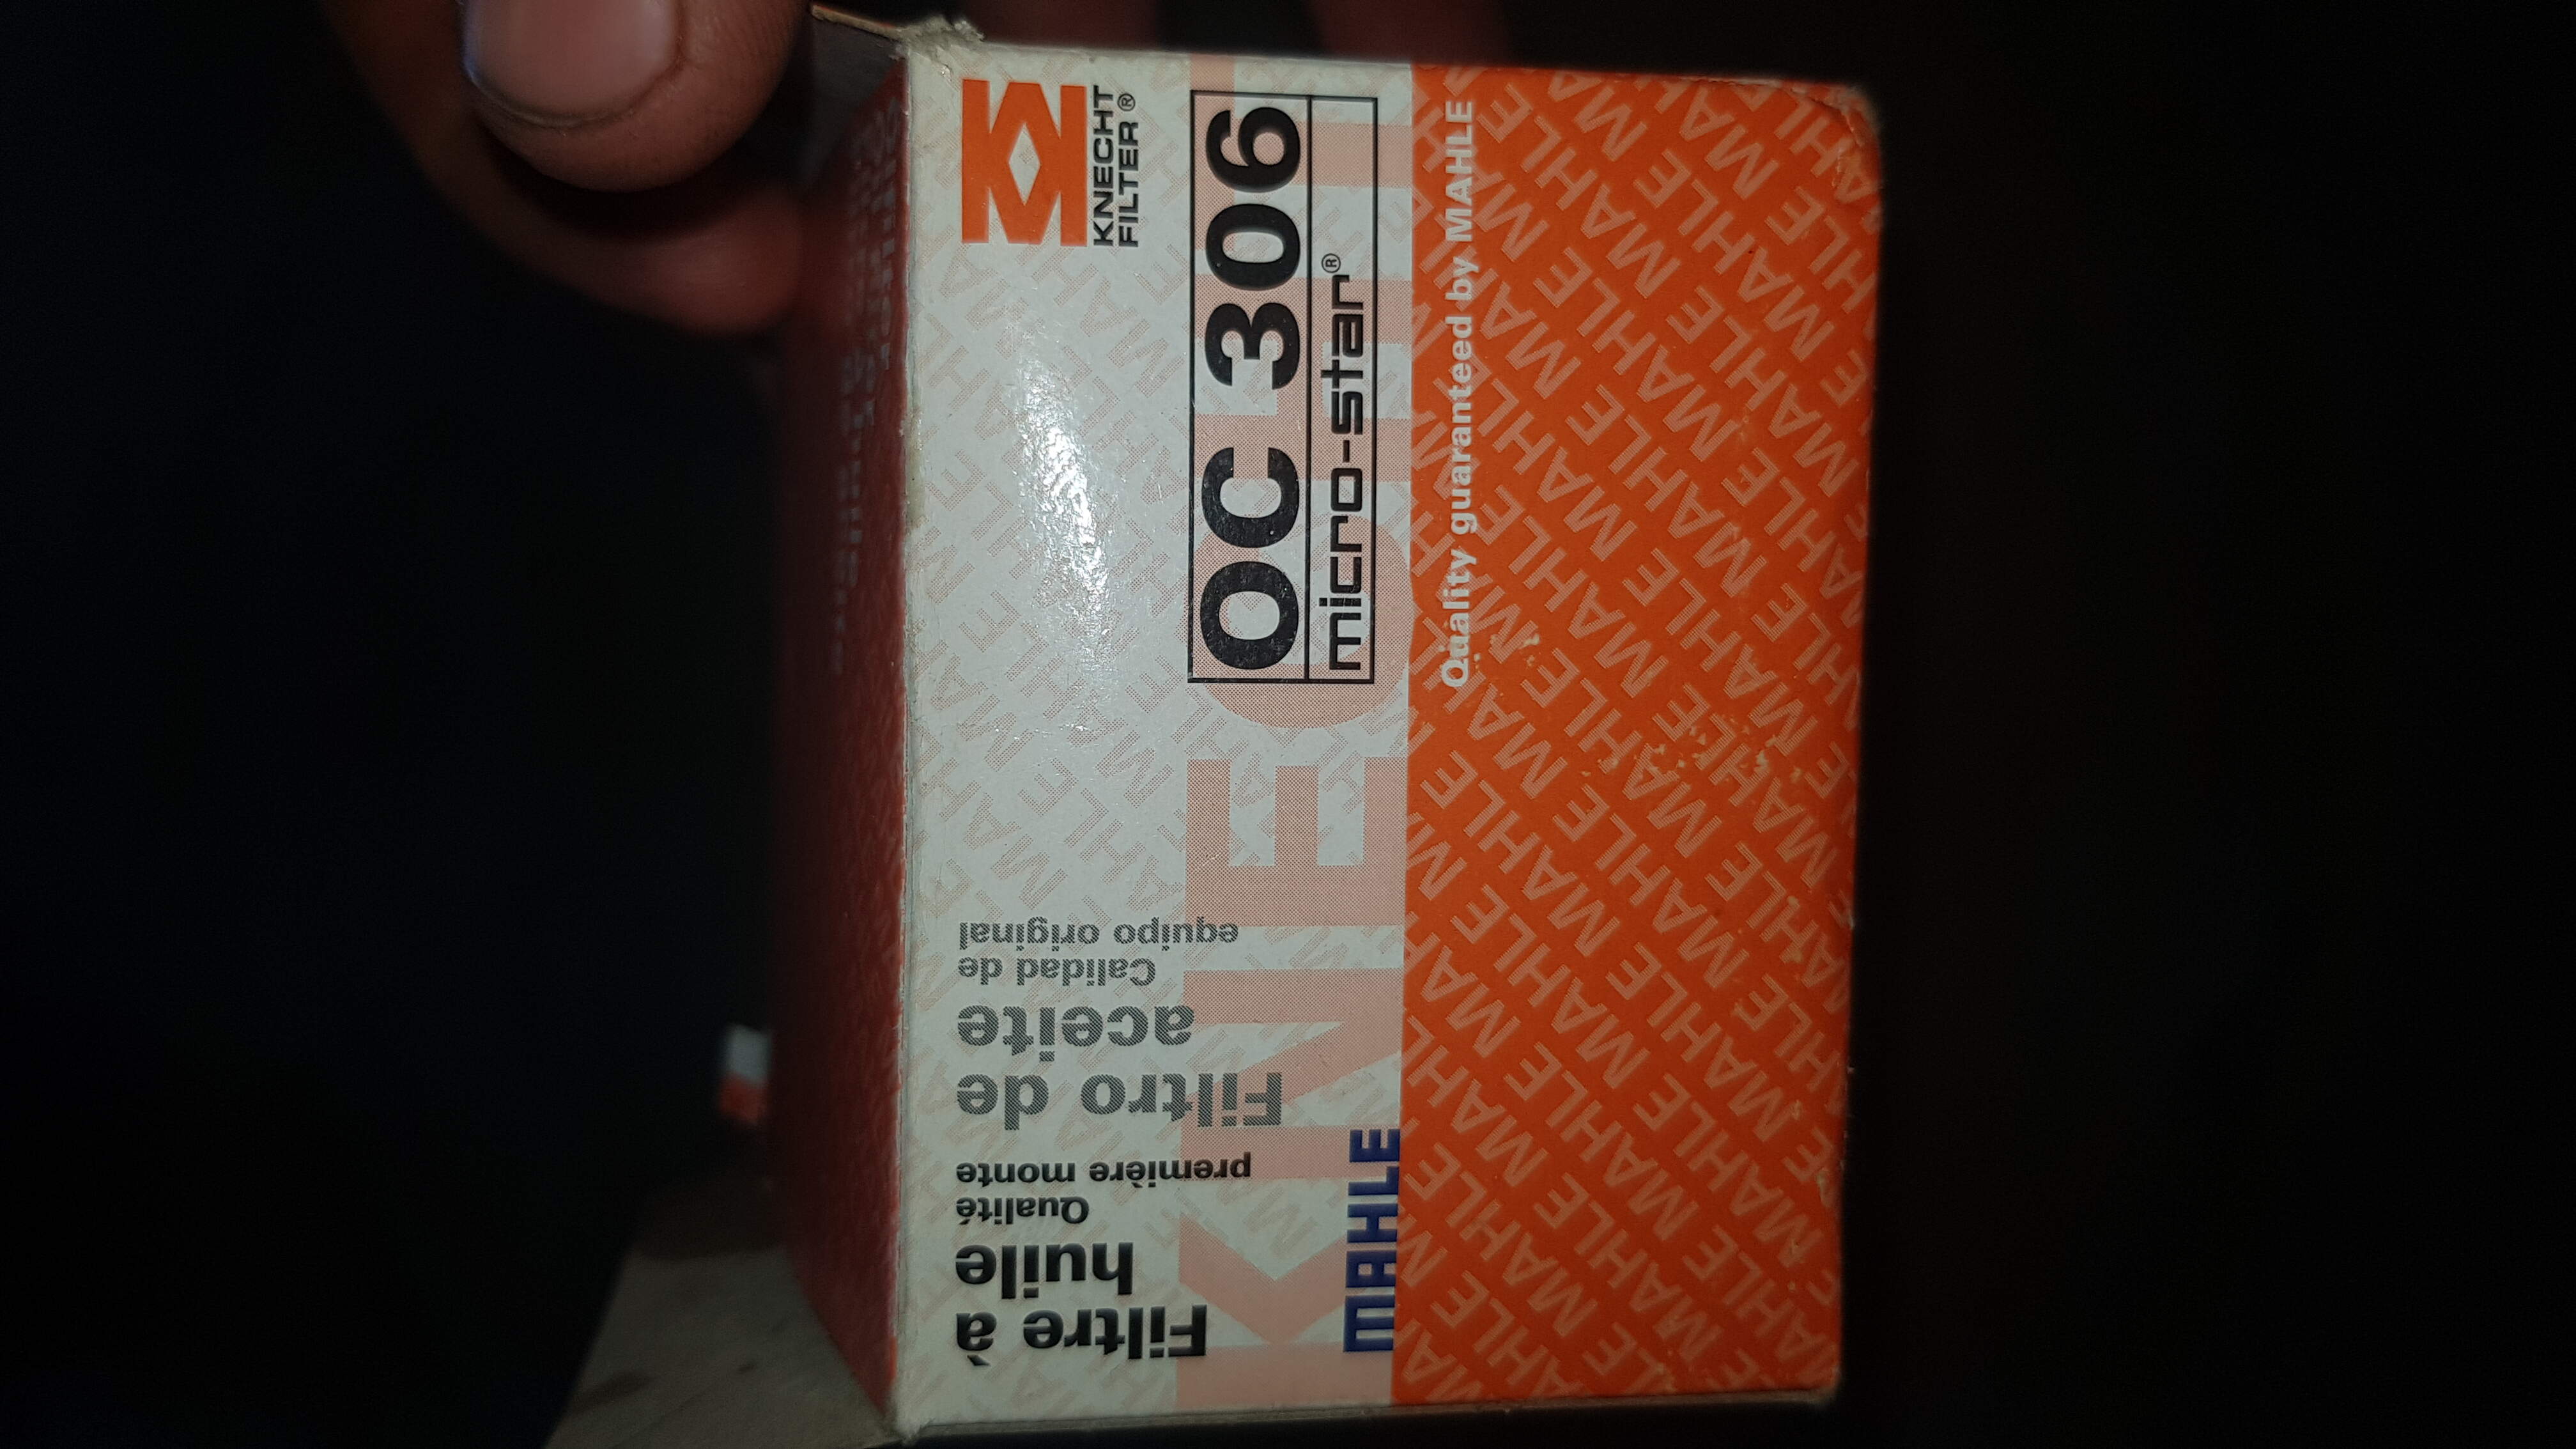 KNECHT
FILTER®
OC 306
micro-star®
Quality guaranteed by MAHLE
Filtre à
huile
Qualité
première monte
Filtro de
aceite
Calidad de
equipo original
KNECHT
MAHLE